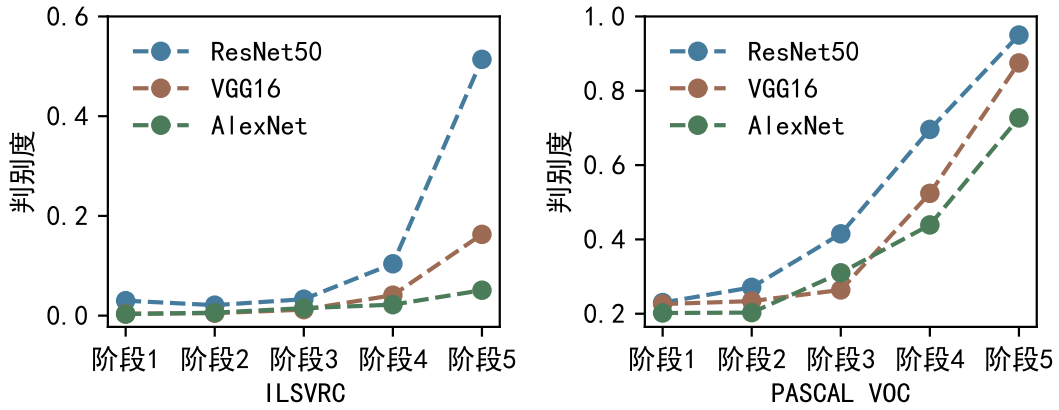 0.6
0.4
0.2
0.0
判别度
ResNet50
VGG16
AlexNet
阶段1 阶段2 阶段3 阶段4 阶段5
ILSVRC
1.0
0.8
0.6
0.4
0.2
判别度
ResNet50
VGG16
AlexNet
阶段1 阶段2 阶段3 阶段4 阶段5
PASCAL VOC